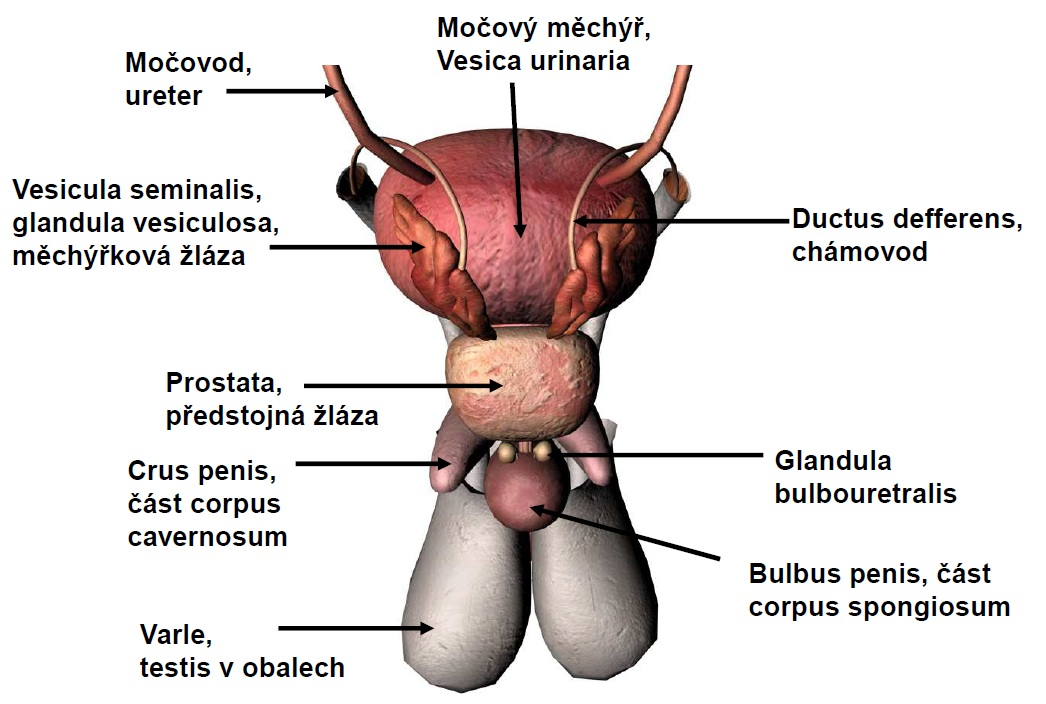 Močový měchýř,
Vesica urinaria
Močovod,
ureter
Vesicula seminalis,
glandula vesiculosa,
měchýřková žláza
Ductus defferens,
chámovod
Prostata,
předstojná žláza
Crus penis,
část corpus
cavernosum
Glandula
bulbouretralis
Bulbus penis, část
corpus spongiosum
Varle,
testis v obalech